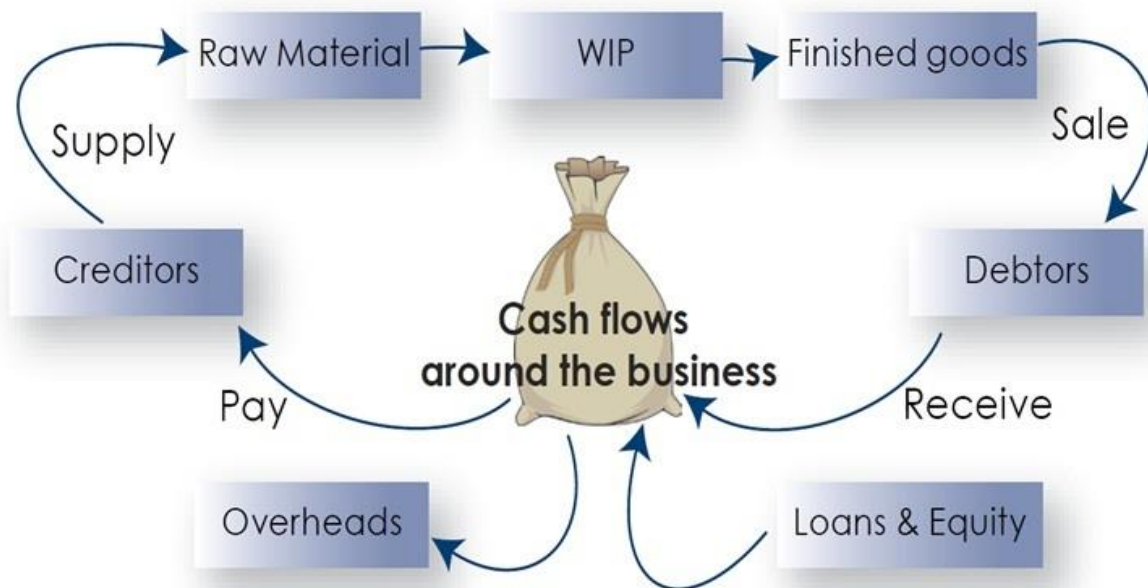 Raw Material
WIP
Finished goods
Supply
Sale
Creditors
Debtors
Cash flows
around the business
Pay
Receive
Overheads
Loans & Equity